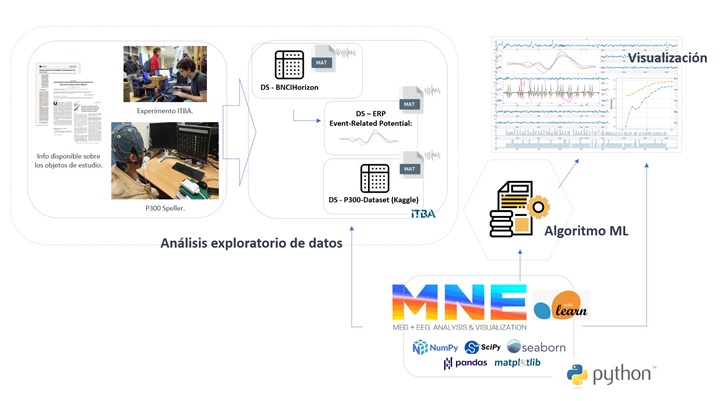 Experimento ITBA.
Info disponible sobre
los objetos de estudio.
P300 Speller.
MAT
DS - BNCIHorizon
MAT
DS – ERP
Event-Related Potential:
MAT
DS - P300-Dataset (Kaggle)
ITBA
Análisis exploratorio de datos
Visualización
Algoritmo ML
MNE
MEG + EEG ANALYSIS & VISUALIZATION
learn
NumPy
SciPy
seaborn
pandas
matplotlib
python™